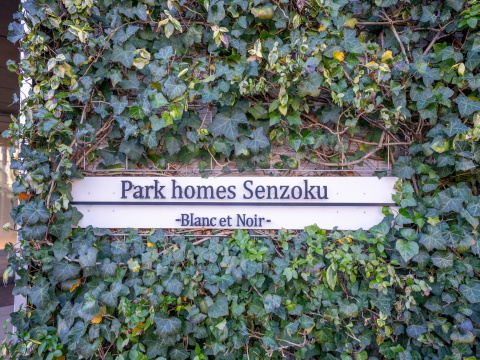 Park homes Senzoku
-Blanc et Noir-